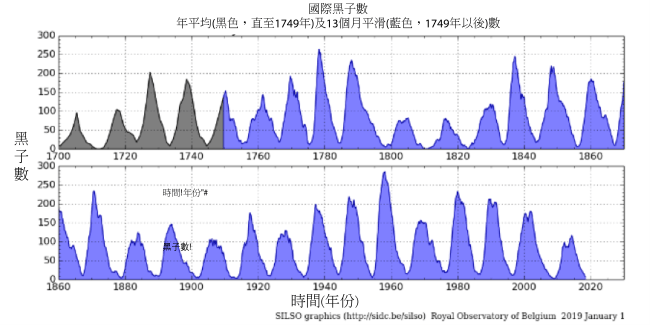 國際黑子數
年平均(黑色，直至1749年)及13個月平滑(藍色，1749年以後)數
300
250
200
150
100
50
0
1700 1720 1740 1760 1780 1800 1820 1840 1860
黑子數
300
250
200
150
100
50
0
時間!年份"#
黑子數!
1860 1880 1900 1920 1940 1960 1980 2000 2020
時間(年份)
SILSO graphics (http://sidc.be/silso) Royal Observatory of Belgium 2019 January 1